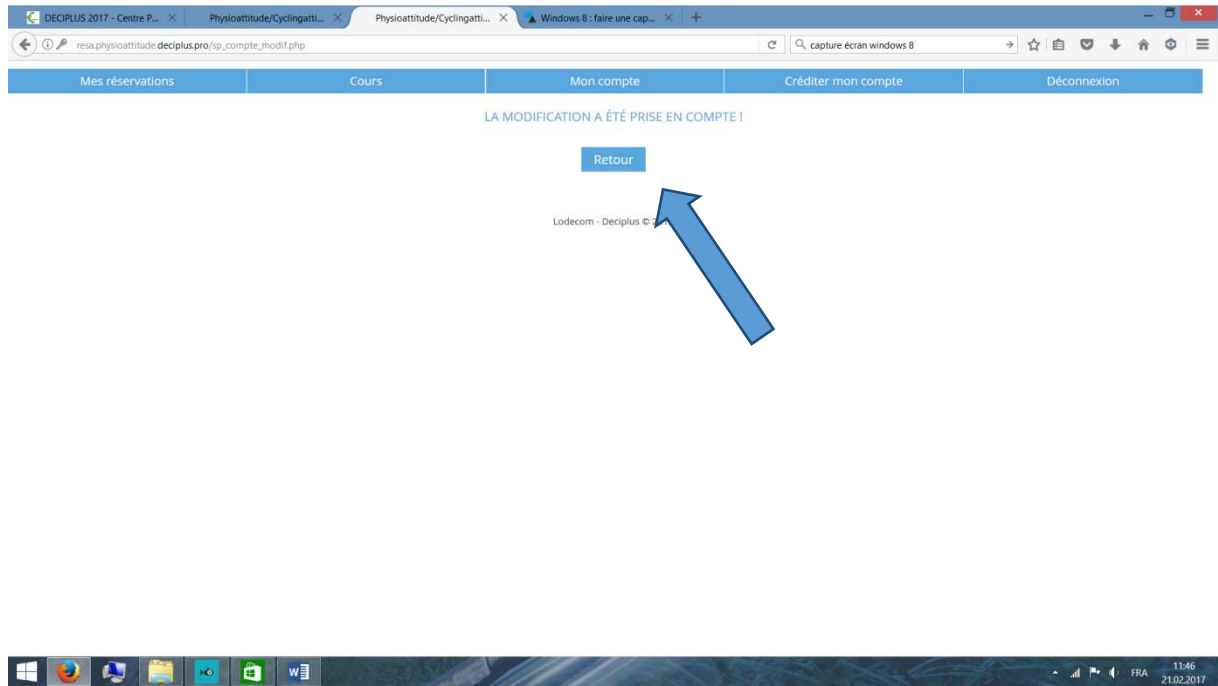 DECIPLUS 2017 - Centre P...
Physioattitude/Cyclingatti...
Physioattitude/Cyclingatti...
Windows 8 : faire une cap...
resa.physioattitude.deciplus.pro/sp_compte_modif.php
capture écran windows 8
Mes réservations
Cours
Mon compte
Créditer mon compte
Déconnexion
LA MODIFICATION A ÉTÉ PRISE EN COMPTE !
Retour
Lodecom - Deciplus ©
FRA
11:46
21.02.2017